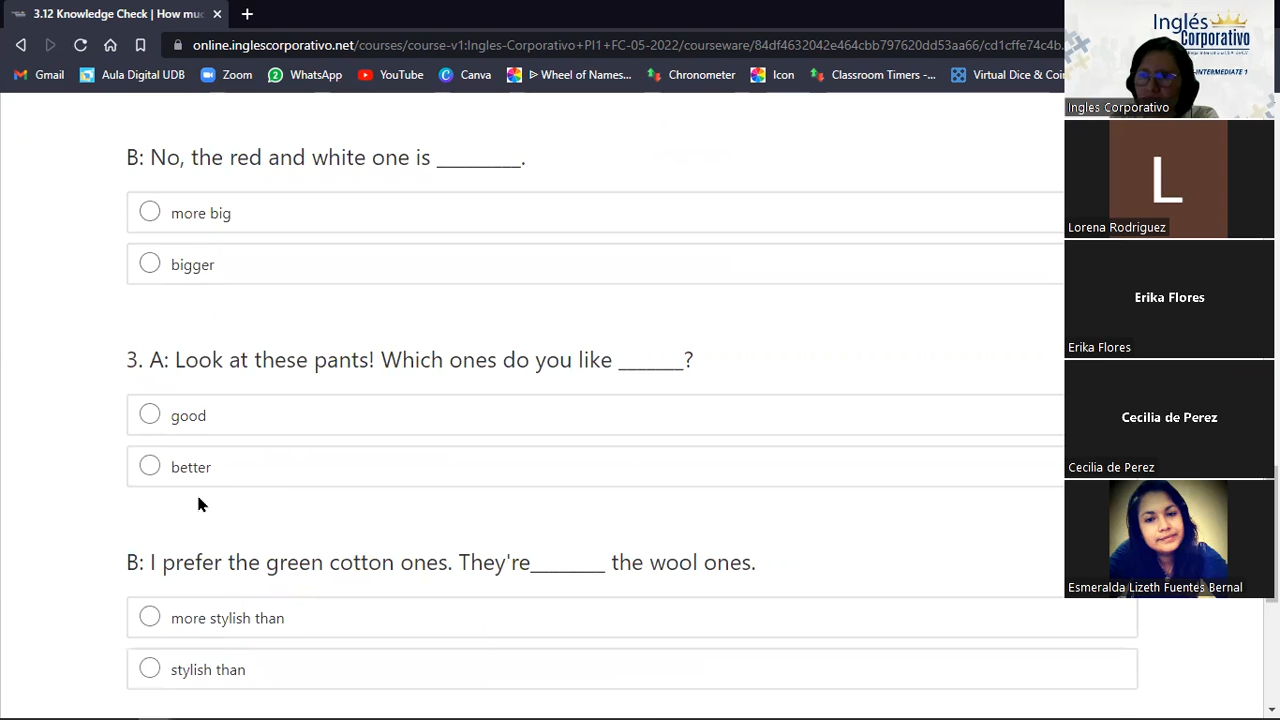 3.12 Knowledge Check | How muc
online.inglescorporativo.net/courses/course-v1:Ingles-Corporativo+PI1+FC-05-2022/courseware/84df4632042e464cbb797620dd53a366/cd1cffe74c4b.
Gmail Aula Digital UDB Zoom WhatsApp YouTube Canva ᐅ Wheel of Names... Chronometer Icon Classroom Timers -... Virtual Dice & Coin
B: No, the red and white one is ________.
more big
bigger
3. A: Look at these pants! Which ones do you like ______?
good
better
B: I prefer the green cotton ones. They're_______ the wool ones.
more stylish than
stylish than
Inglés
Corporativo
-INTERMEDIATE 1
Ingles Corporativo
L
Lorena Rodriguez
Erika Flores
Erika Flores
Cecilia de Perez
Cecilia de Perez
Esmeralda Lizeth Fuentes Bernal